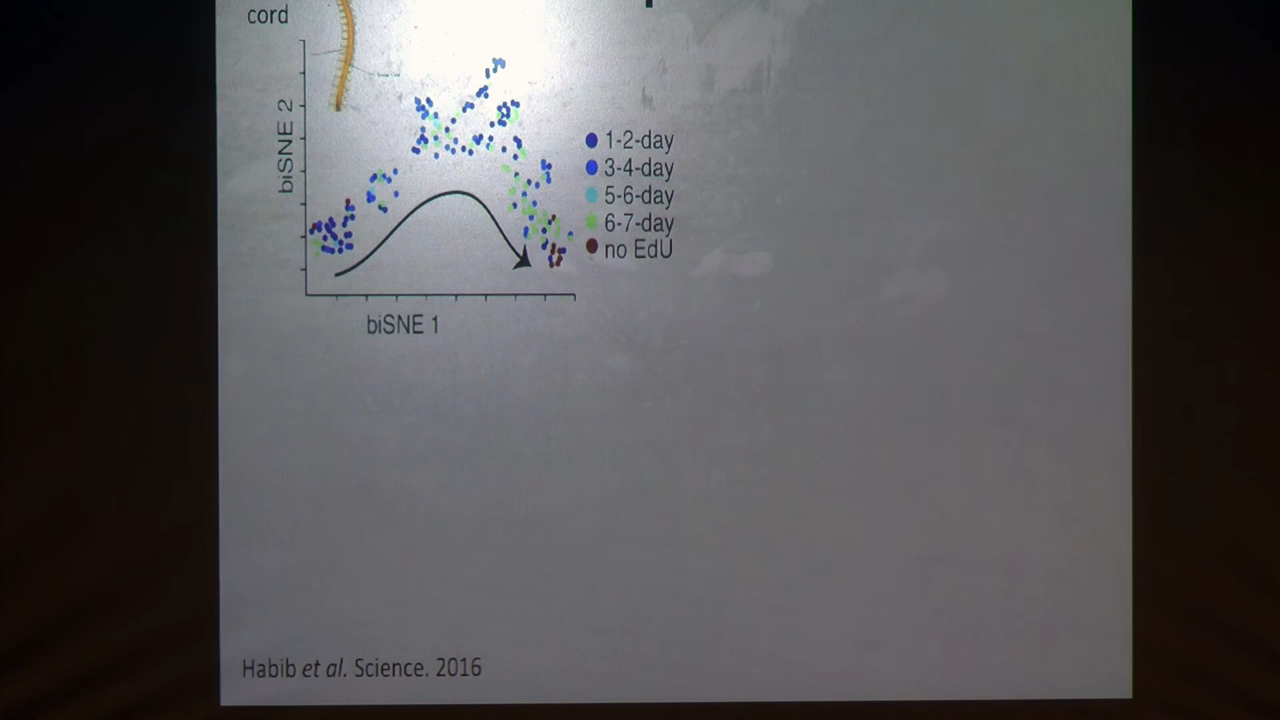 cord
biSNE 2
1-2-day
3-4-day
5-6-day
6-7-day
no EdU
biSNE 1
Habib et al. Science. 2016